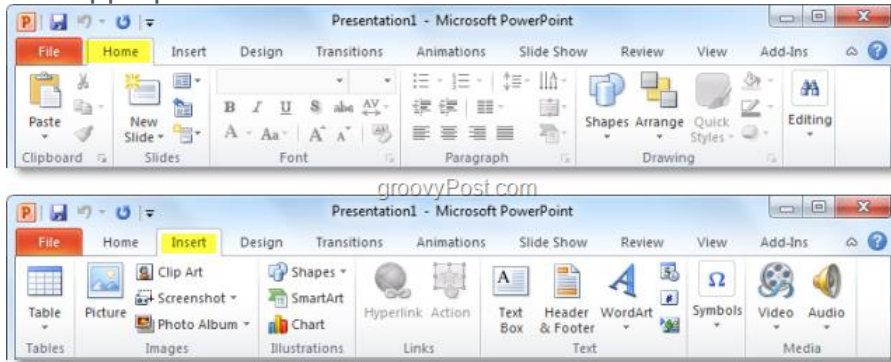 Presentation1 - Microsoft PowerPoint
File Home Insert Design Transitions Animations Slide Show Review View Add-Ins
Paste New Slide B I U S abc AV Shapes Arrange Quick Styles Editing
A Aa A A
Clipboard Slides Font Paragraph Drawing
groovyPost.com
Presentation1 - Microsoft PowerPoint
File Home Insert Design Transitions Animations Slide Show Review View Add-Ins
Clip Art Shapes
Screenshot SmartArt
Table Picture Photo Album Chart Hyperlink Action Text Box Header & Footer WordArt Symbols Video Audio
Tables Images Illustrations Links Text Media